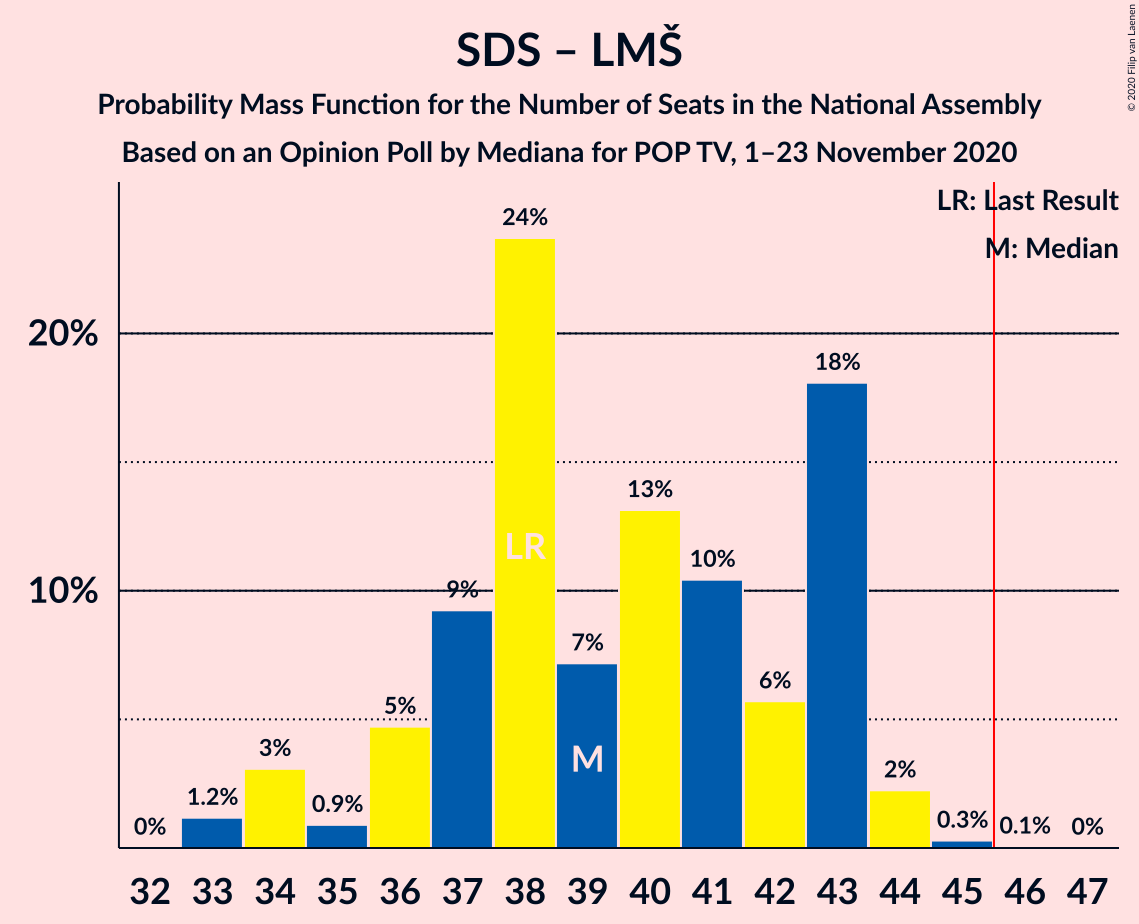 SDS – LMŠ
Probability Mass Function for the Number of Seats in the National Assembly
Based on an Opinion Poll by Mediana for POP TV, 1–23 November 2020
© 2020 Filip van Laenen
LR: Last Result
M: Median
20%
10%
0%
1.2%
3%
0.9%
5%
9%
24%
7%
13%
10%
6%
18%
2%
0.3%
0.1%
0%
LR
M
32 33 34 35 36 37 38 39 40 41 42 43 44 45 46 47